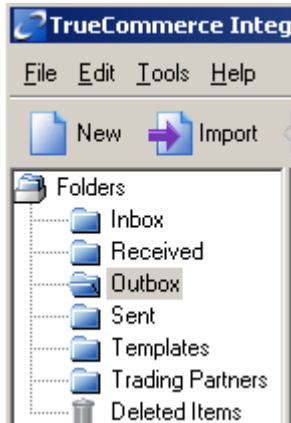 TrueCommerce Integ
File Edit Tools Help
New Import
Folders
Inbox
Received
Outbox
Sent
Templates
Trading Partners
Deleted Items